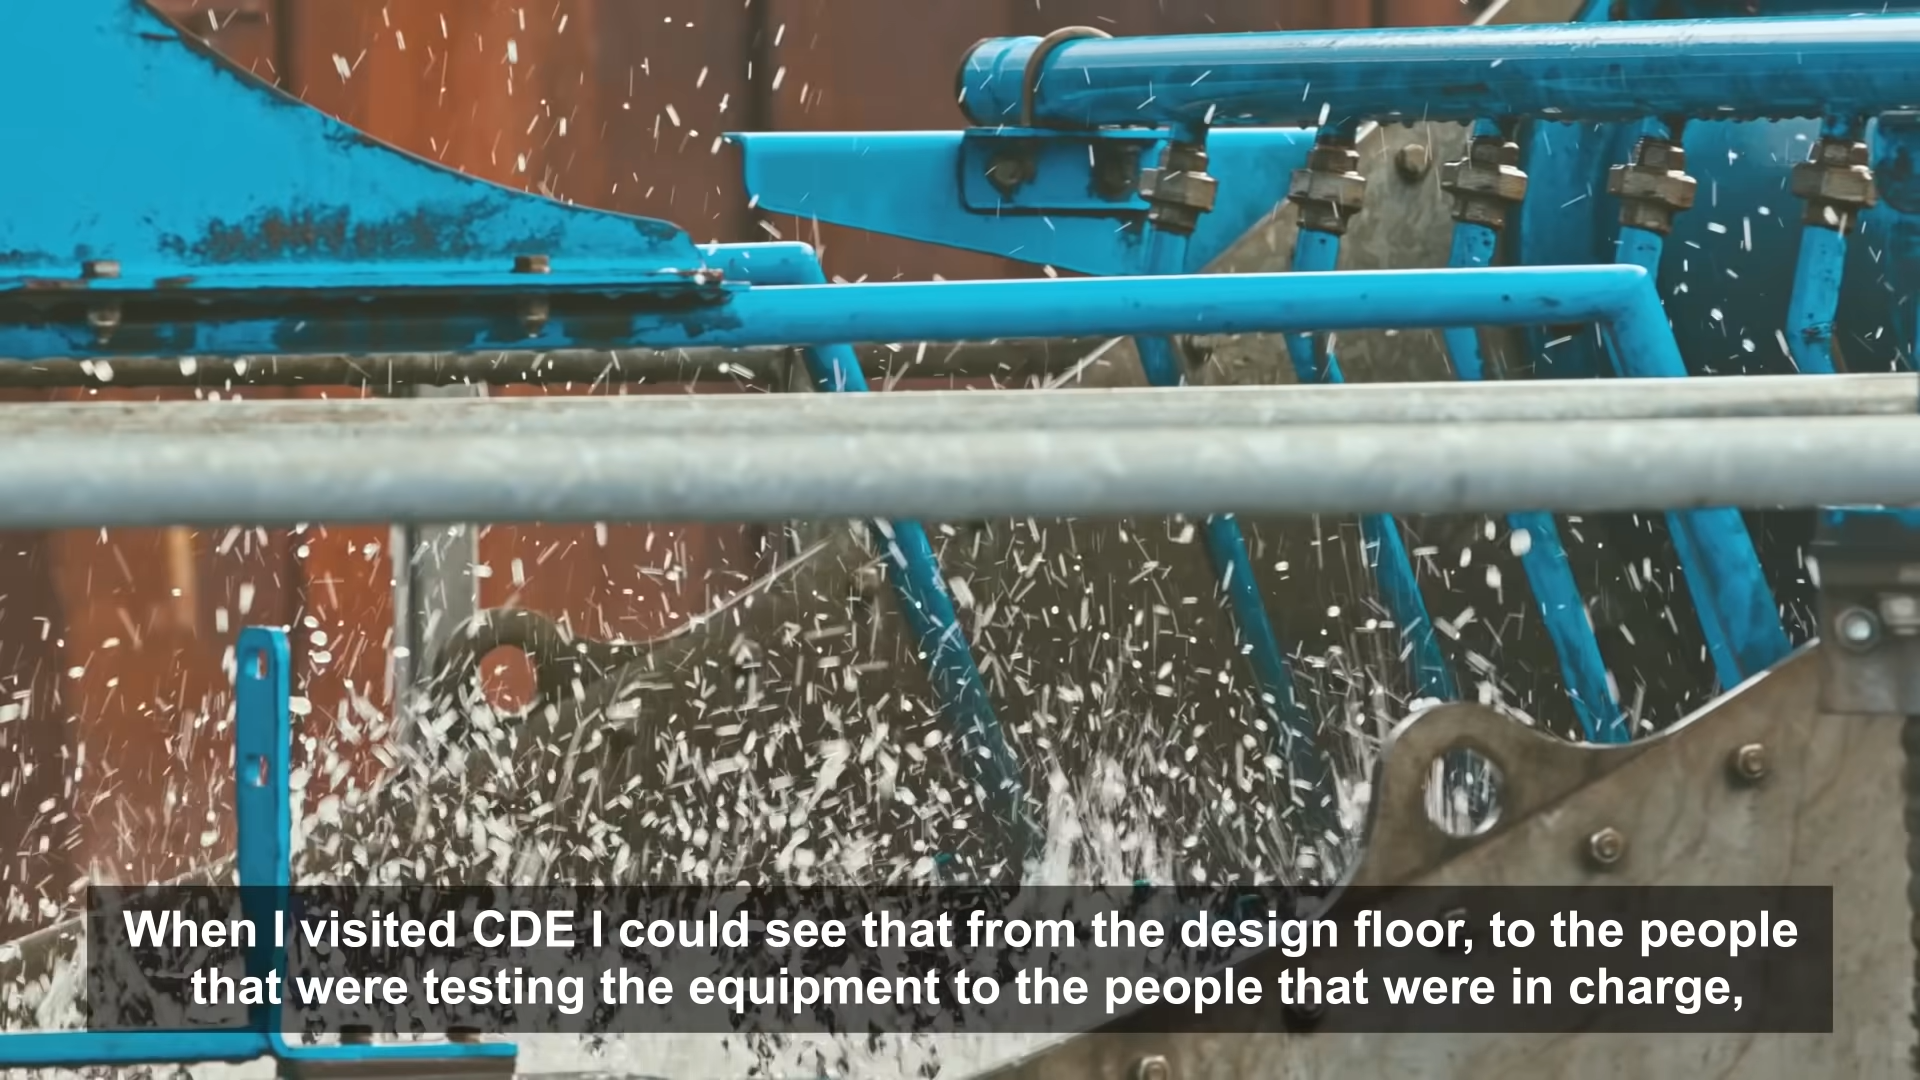 When I visited CDE I could see that from the design floor, to the people
that were testing the equipment to the people that were in charge,